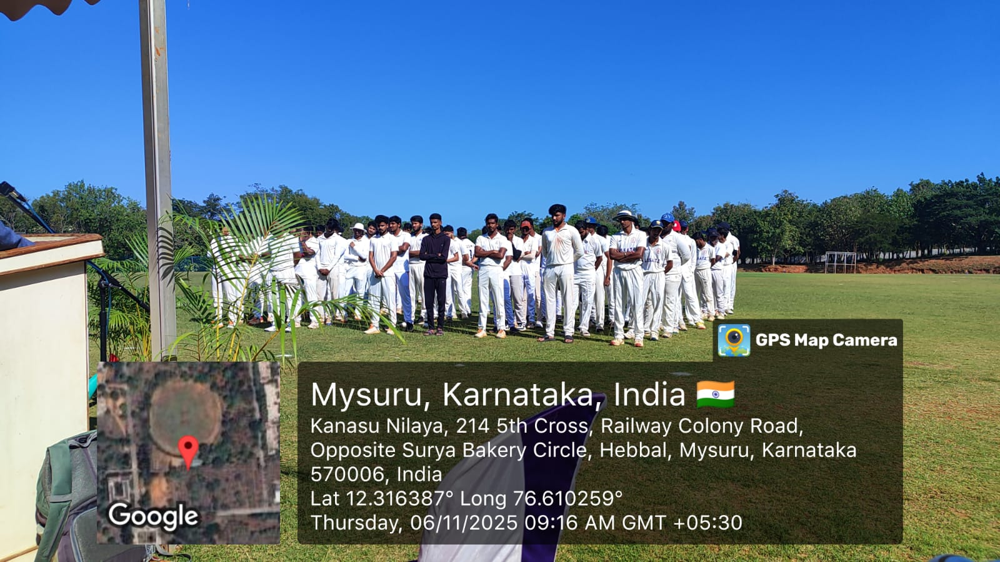 GPS Map Camera
Mysuru, Karnataka, India
Kanasu Nilaya, 214 5th Cross, Railway Colony Road,
Opposite Surya Bakery Circle, Hebbal, Mysuru, Karnataka
570006, India
Lat 12.316387° Long 76.610259°
Thursday, 06/11/2025 09:16 AM GMT +05:30
Google